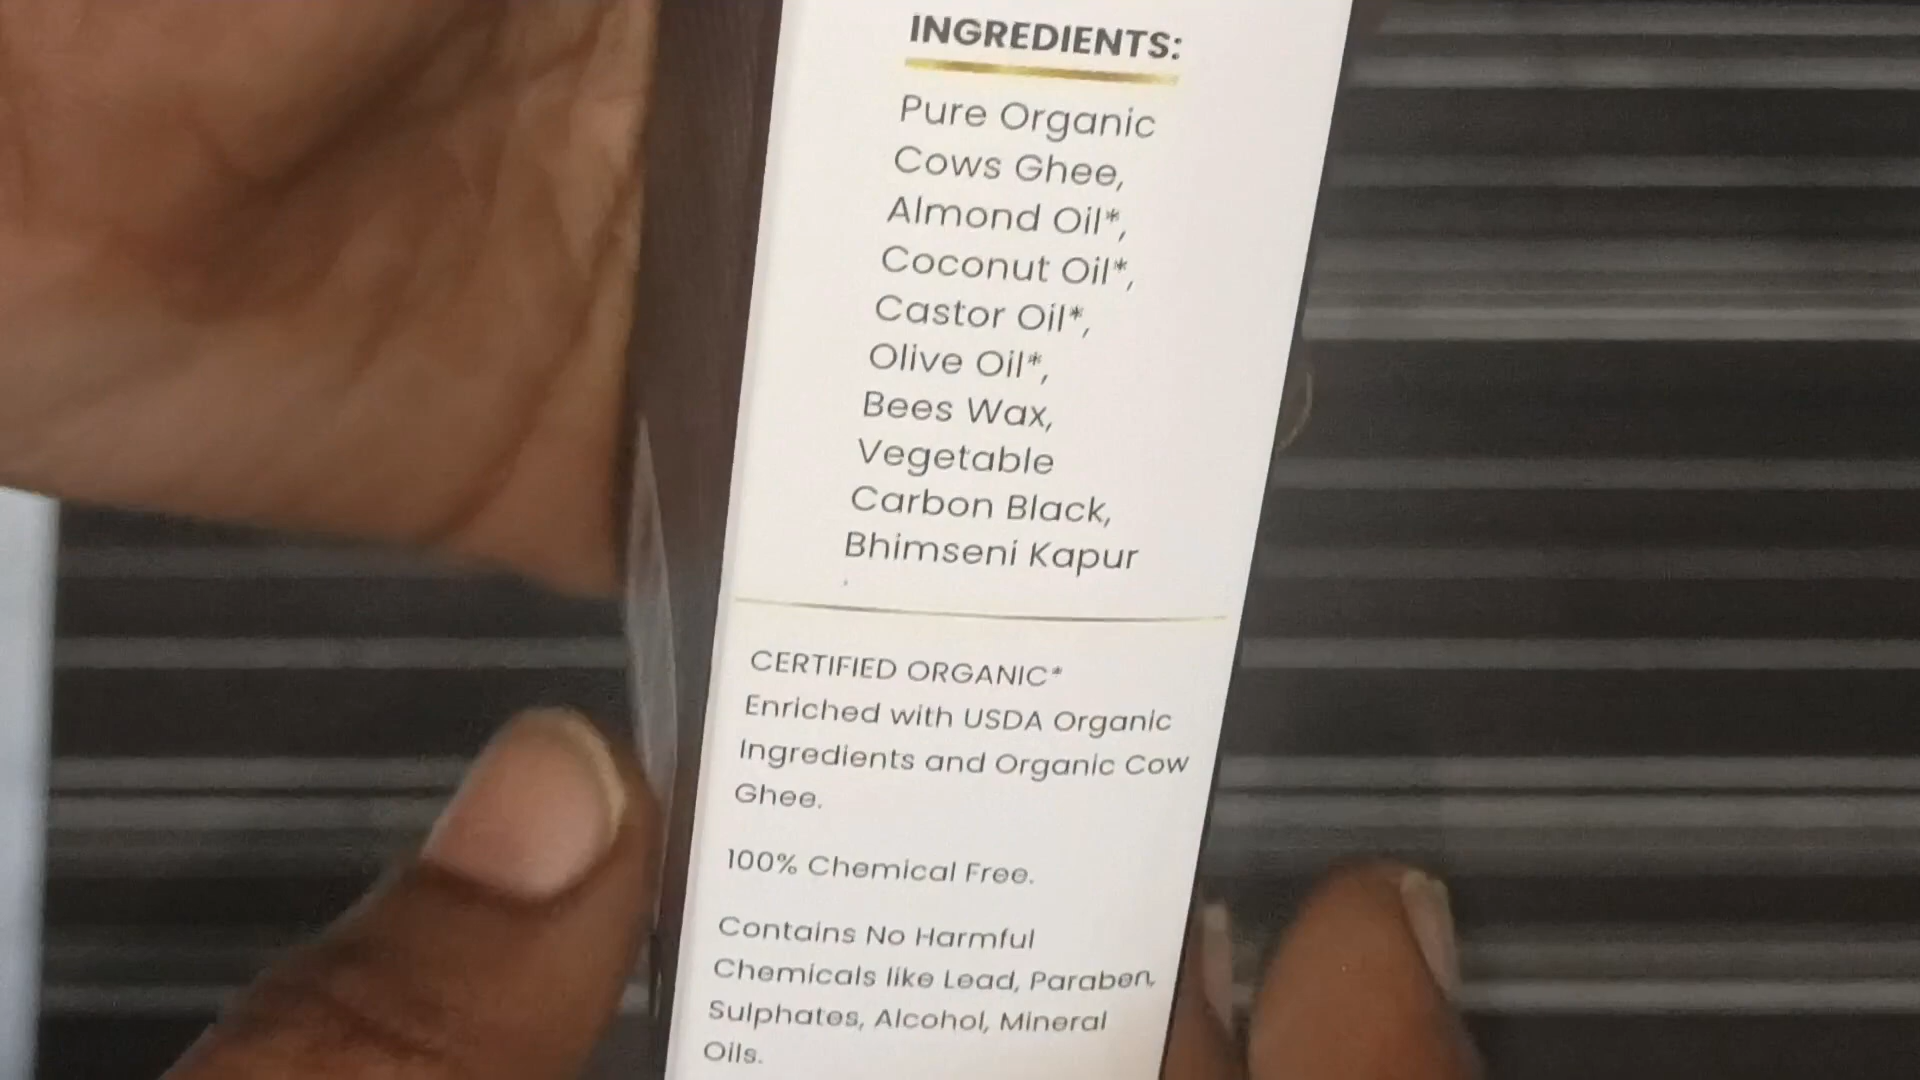 INGREDIENTS:
Pure Organic
Cows Ghee,
Almond Oil*,
Coconut Oil*,
Castor Oil*,
Olive Oil*,
Bees Wax,
Vegetable
Carbon Black,
Bhimseni Kapur
CERTIFIED ORGANIC*
Enriched with USDA Organic
Ingredients and Organic Cow
Ghee.
100% Chemical Free.
Contains No Harmful
Chemicals like Lead, Paraben,
Sulphates, Alcohol, Mineral
Oils.